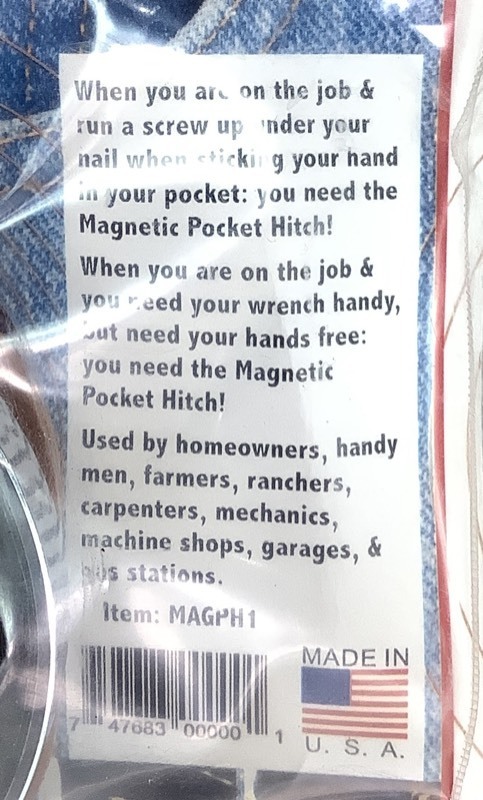 When you are on the job &
run a screw up under your
nail when sticking your hand
in your pocket: you need the
Magnetic Pocket Hitch!
When you are on the job &
you need your wrench handy,
but need your hands free:
you need the Magnetic
Pocket Hitch!
Used by homeowners, handy
men, farmers, ranchers,
carpenters, mechanics,
machine shops, garages, &
stations.
Item: MAGPH1
7 47683 00000 1
MADE IN
U. S. A.